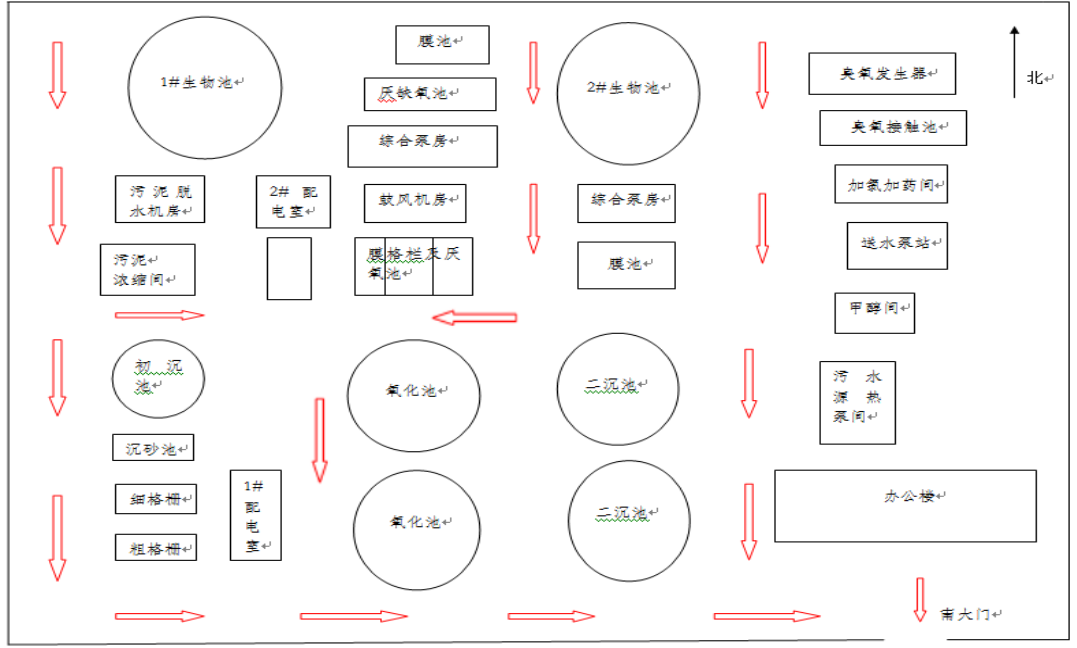 膜池
1#生物池
2#生物池
臭氧发生器
北
厌缺氧池
臭氧接触池
综合泵房
加氯加药间
污泥脱
水机房
2#配
电室
鼓风机房
综合泵房
送水泵站
污泥
浓缩间
膜格栏及厌
氧池
膜池
甲醇间
初沉
池
氧化池
二沉池
污水
源热
泵间
沉砂池
细格栅
1#
配
电
室
氧化池
二沉池
办公楼
粗格栅
南大门